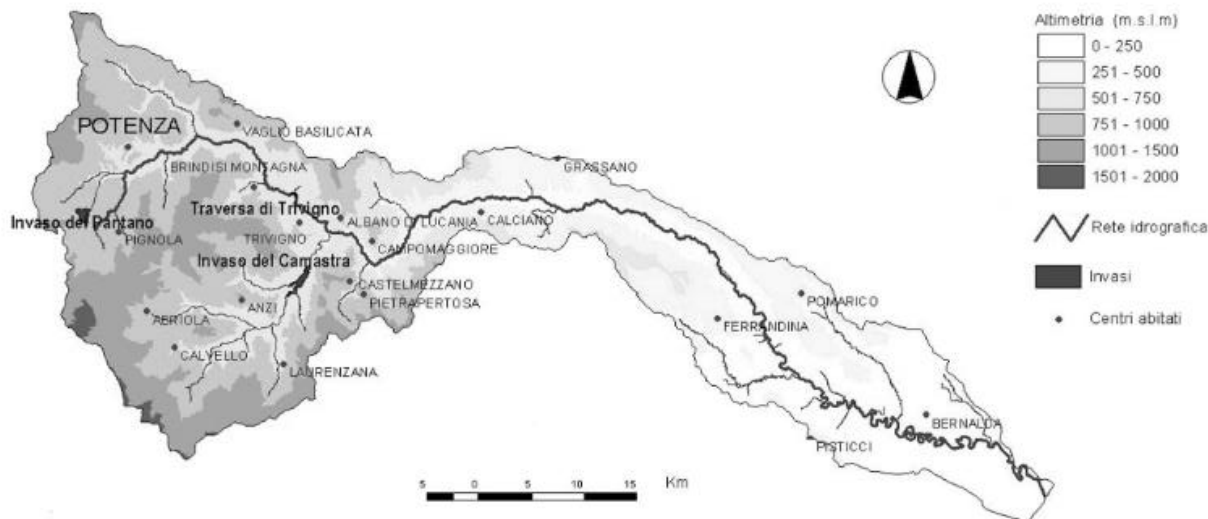 Altimetria (m.s.l.m)
0 - 250
251 - 500
501 - 750
751 - 1000
1001 - 1500
1501 - 2000
Rete idrografica
Invasi
Centri abitati
POTENZA
VAGLIO BASILICATA
BRINDISI MONTAGNA
GRASSANO
Traversa di Trivigno
ALBANO DI LUCANIA
CALCIANO
Invaso del Pantano
PIGNOLA
TRIVIGNO
CAMPOMAGGIORE
Invaso del Camastra
CASTELMEZZANO
PIETRAPERTOSA
ANZI
ABRIOLA
POMARICO
FERRANDINA
CALVELLO
LAURENZANA
BERNALDA
PISTICCI
5 0 5 10 15
Km